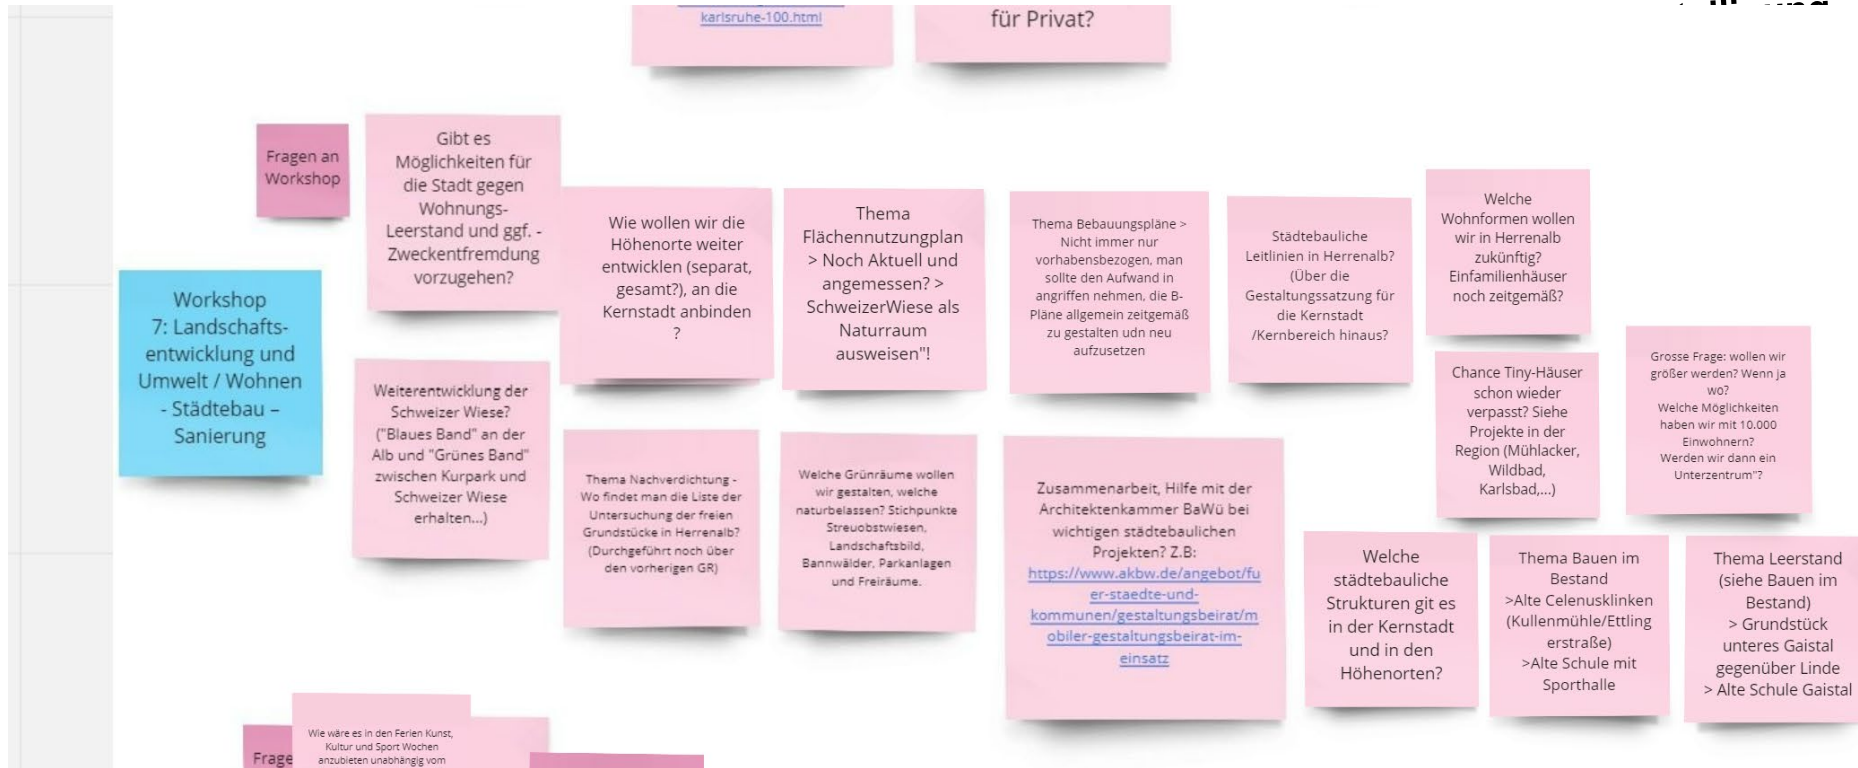 karlsruhe-100.html
für Privat?
Fragen an
Workshop
Gibt es
Möglichkeiten für
die Stadt gegen
Wohnungs-
Leerstand und ggf. -
Zweckentfremdung
vorzugehen?
Wie wollen wir die
Höhenorte weiter
entwicklen (separat,
gesamt?), an die
Kernstadt anbinden
?
Thema
Flächennutzungplan
> Noch Aktuell und
angemessen? >
SchweizerWiese als
Naturraum
ausweisen"!
Thema Bebauungspläne >
Nicht immer nur
vorhabensbezogen, man
sollte den Aufwand in
angriffen nehmen, die B-
Pläne allgemein zeitgemäß
zu gestalten udn neu
aufzusetzen
Städtebauliche
Leitlinien in Herrenalb?
(Über die
Gestaltungssatzung für
die Kernstadt
/Kernbereich hinaus?
Welche
Wohnformen wollen
wir in Herrenalb
zukünftig?
Einfamilienhäuser
noch zeitgemäß?
Workshop
7: Landschafts-
entwicklung und
Umwelt / Wohnen
- Städtebau –
Sanierung
Weiterentwicklung der
Schweizer Wiese?
("Blaues Band" an der
Alb und "Grünes Band"
zwischen Kurpark und
Schweizer Wiese
erhalten...)
Thema Nachverdichtung -
Wo findet man die Liste der
Untersuchung der freien
Grundstücke in Herrenalb?
(Durchgeführt noch über
den vorherigen GR)
Welche Grünräume wollen
wir gestalten, welche
naturbelassen? Stichpunkte
Streuobstwiesen,
Landschaftsbild,
Bannwälder, Parkanlagen
und Freiräume.
Zusammenarbeit, Hilfe mit der
Architektenkammer BaWü bei
wichtigen städtebaulichen
Projekten? Z.B:
https://www.akbw.de/angebot/fu
er-staedte-und-
kommunen/gestaltungsbeirat/m
obiler-gestaltungsbeirat-im-
einsatz
Chance Tiny-Häuser
schon wieder
verpasst? Siehe
Projekte in der
Region (Mühlacker,
Wildbad,
Karlsbad,...)
Grosse Frage: wollen wir
größer werden? Wenn ja
wo?
Welche Möglichkeiten
haben wir mit 10.000
Einwohnern?
Werden wir dann ein
Unterzentrum"?
Welche
städtebauliche
Strukturen git es
in der Kernstadt
und in den
Höhenorten?
Thema Bauen im
Bestand
>Alte Celenusklinken
(Kullenmühle/Ettling
erstraße)
>Alte Schule mit
Sporthalle
Thema Leerstand
(siehe Bauen im
Bestand)
> Grundstück
unteres Gaistal
gegenüber Linde
> Alte Schule Gaistal
Frage
Wie wäre es in den Ferien Kunst,
Kultur und Sport Wochen
anzubieten unabhängig vom